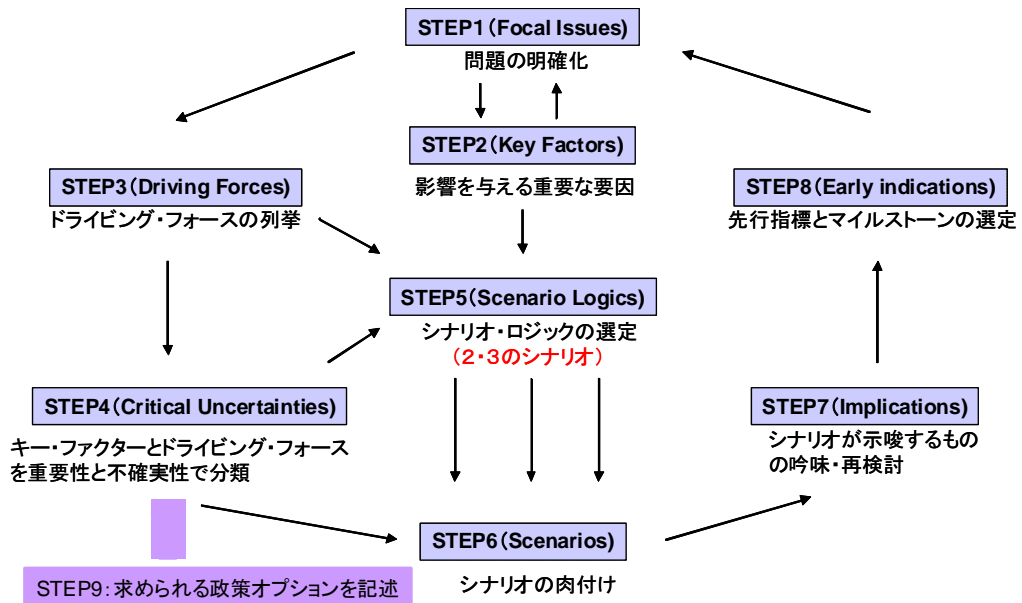 STEP1(Focal Issues)
問題の明確化
STEP2(Key Factors)
影響を与える重要な要因
STEP3(Driving Forces)
ドライビング・フォースの列挙
STEP8(Early indications)
先行指標とマイルストーンの選定
STEP5(Scenario Logics)
シナリオ・ロジックの選定
(2・3のシナリオ)
STEP4(Critical Uncertainties)
キー・ファクターとドライビング・フォース
を重要性と不確実性で分類
STEP7(Implications)
シナリオが示唆するもの
の吟味・再検討
STEP6(Scenarios)
シナリオの肉付け
STEP9:求められる政策オプションを記述